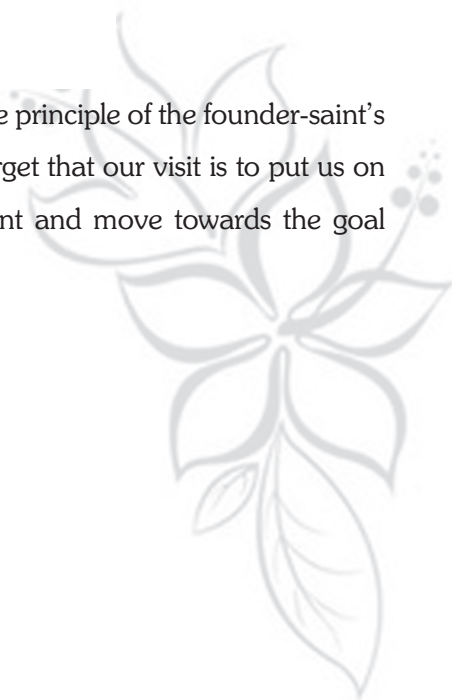 e principle of the founder-saint's
rget that our visit is to put us on
nt and move towards the goal